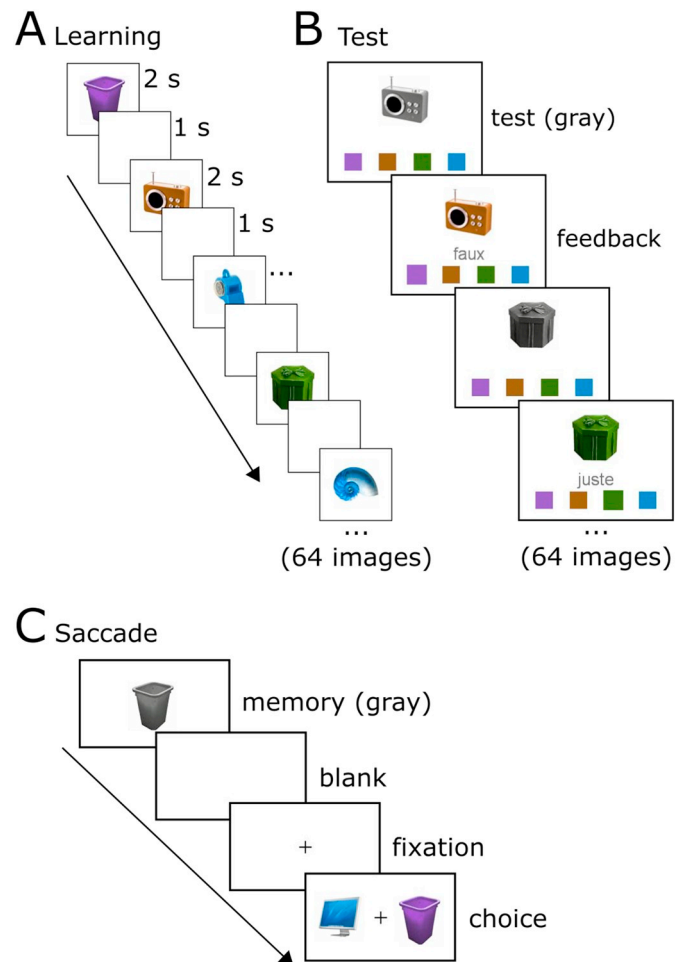 A Learning
2 s
1 s
2 s
1 s
...
...
(64 images)
B Test
test (gray)
faux
feedback
juste
...
(64 images)
C Saccade
memory (gray)
blank
+
fixation
+
choice